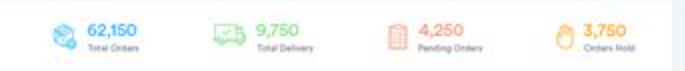 62,150
Total Orders
9,750
Total Delivery
4,250
Pending Orders
3,750
Orders Hold